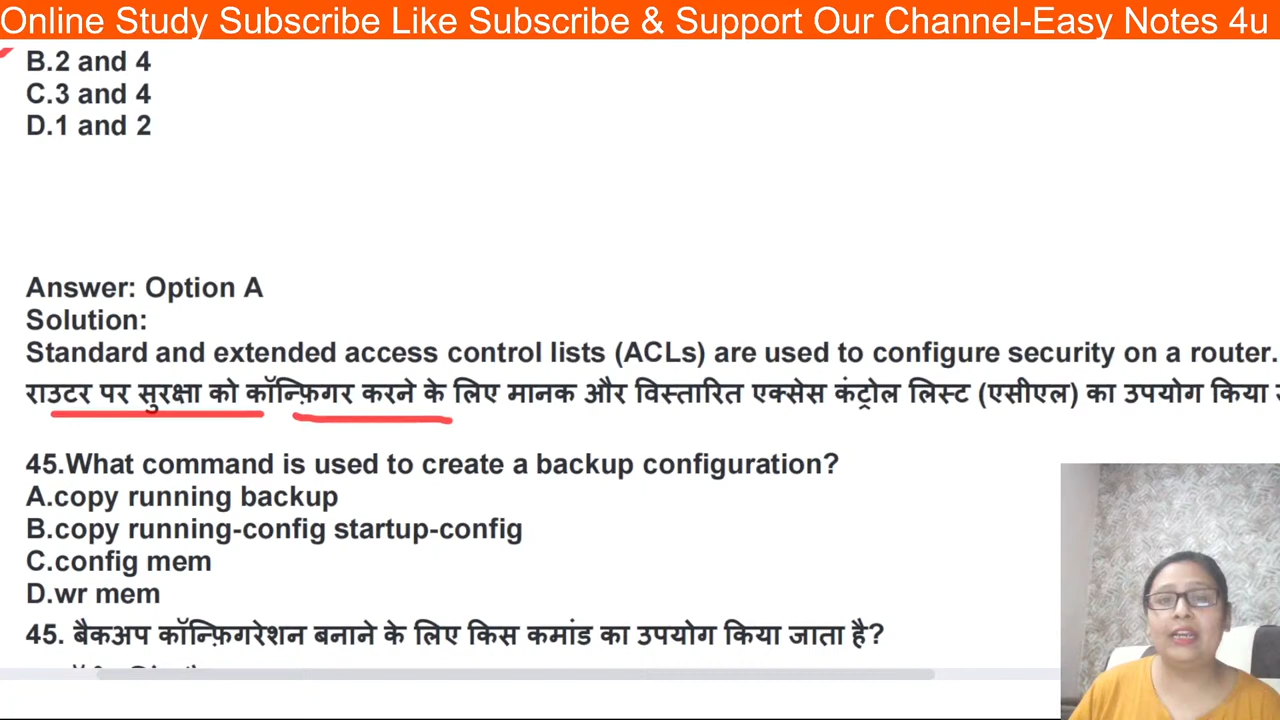 Online Study Subscribe Like Subscribe & Support Our Channel-Easy Notes 4u
B.2 and 4
C.3 and 4
D.1 and 2
Answer: Option A
Solution:
Standard and extended access control lists (ACLs) are used to configure security on a router.
राउटर पर सुरक्षा को कॉन्फ़िगर करने के लिए मानक और विस्तारित एक्सेस कंट्रोल लिस्ट (एसीएल) का उपयोग किया
45.What command is used to create a backup configuration?
A.copy running backup
B.copy running-config startup-config
C.config mem
D.wr mem
45. बैकअप कॉन्फ़िगरेशन बनाने के लिए किस कमांड का उपयोग किया जाता है?